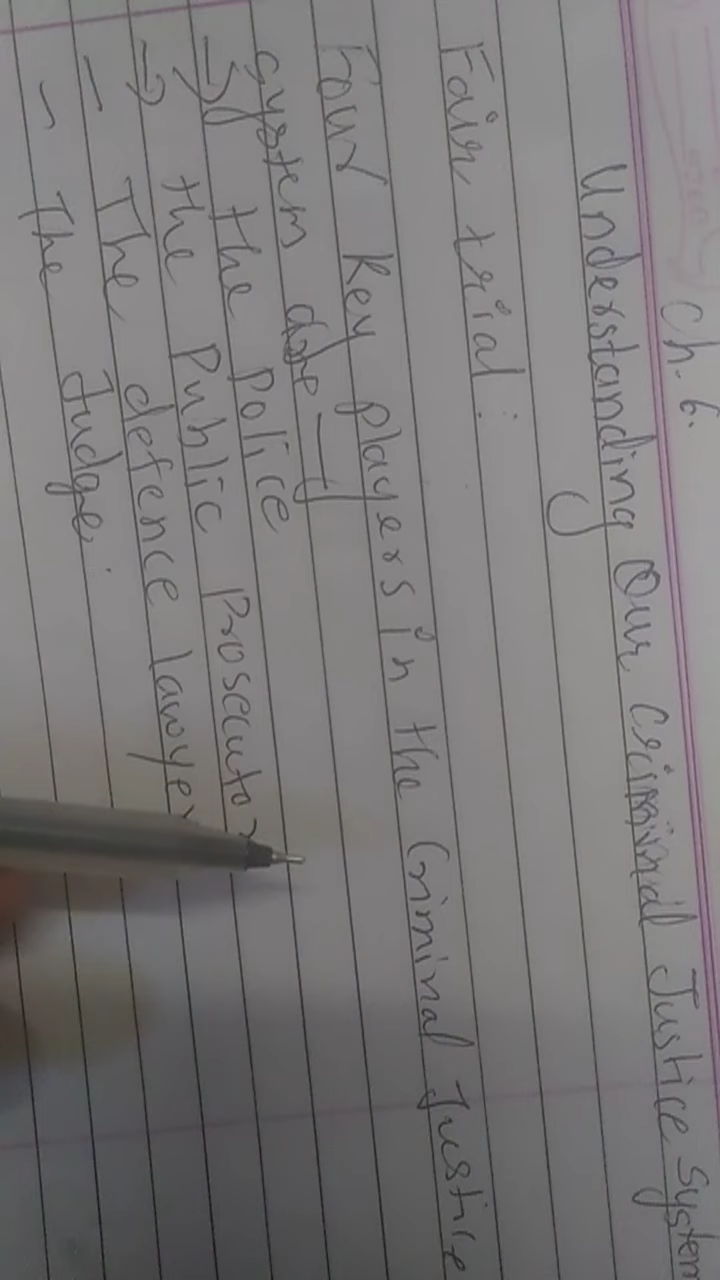 Ch-6.
Understanding Our Criminal Justice System
Fair trial:
Four key players in the Criminal Justice
system are —
→ the police
→ the Public Prosecutor
- The defence lawyer
- The Judge.